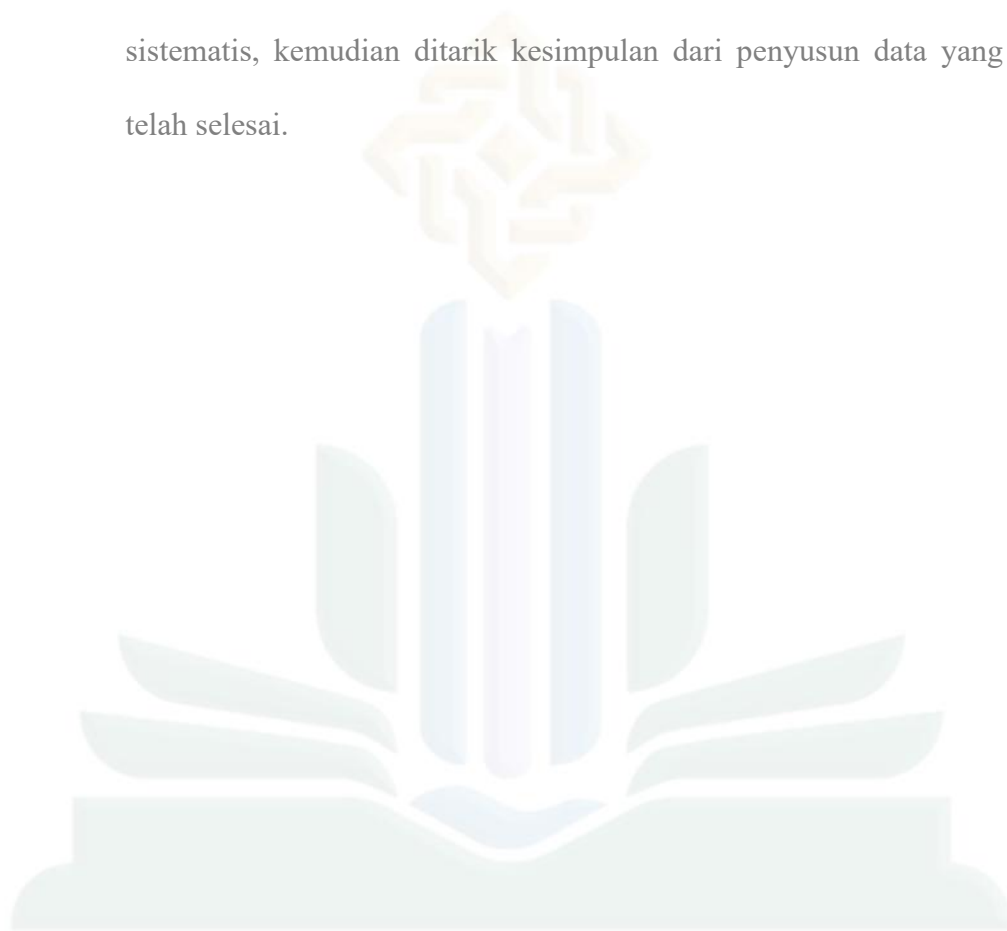 sistematis, kemudian ditarik kesimpulan dari penyusun data yang
telah selesai.